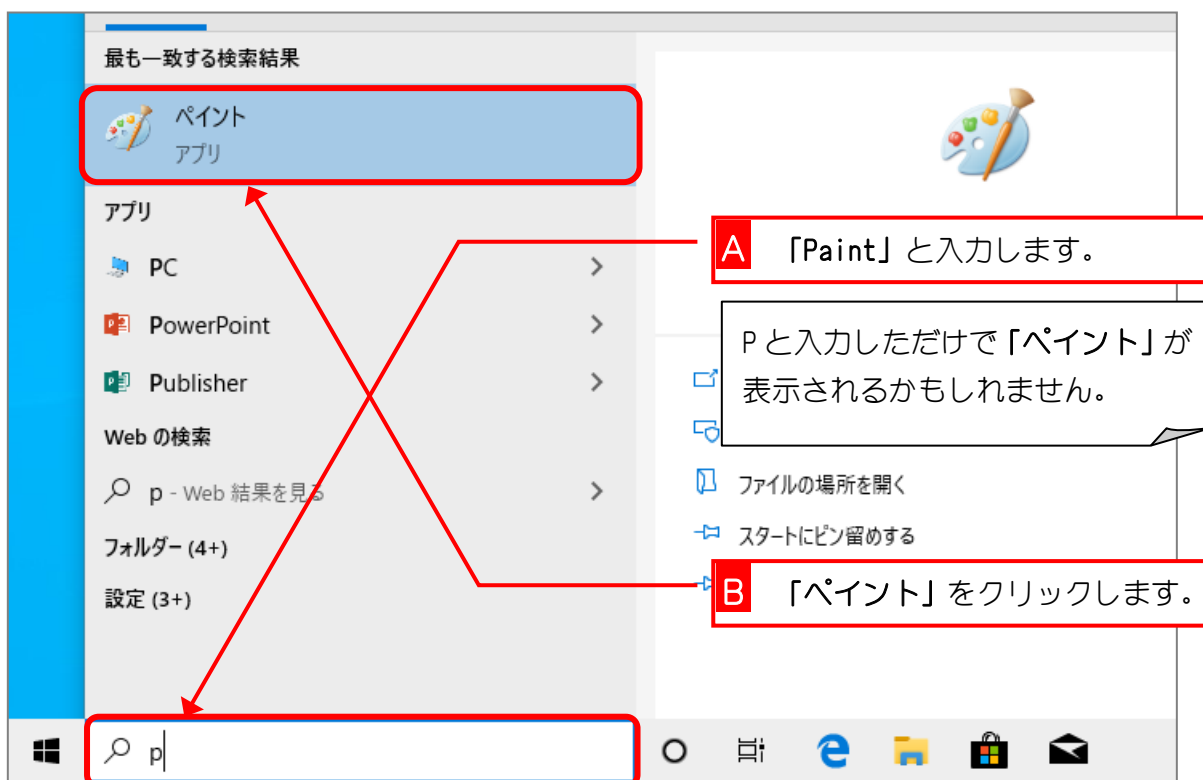 最も一致する検索結果
ペイント
アプリ
アプリ
PC
PowerPoint
Publisher
Web の検索
p - Web 結果を見る
フォルダー (4+)
設定 (3+)
p
A 「Paint」と入力します。
Pと入力しただけで「ペイント」が
表示されるかもしれません。
ファイルの場所を開く
スタートにピン留めする
B 「ペイント」をクリックします。